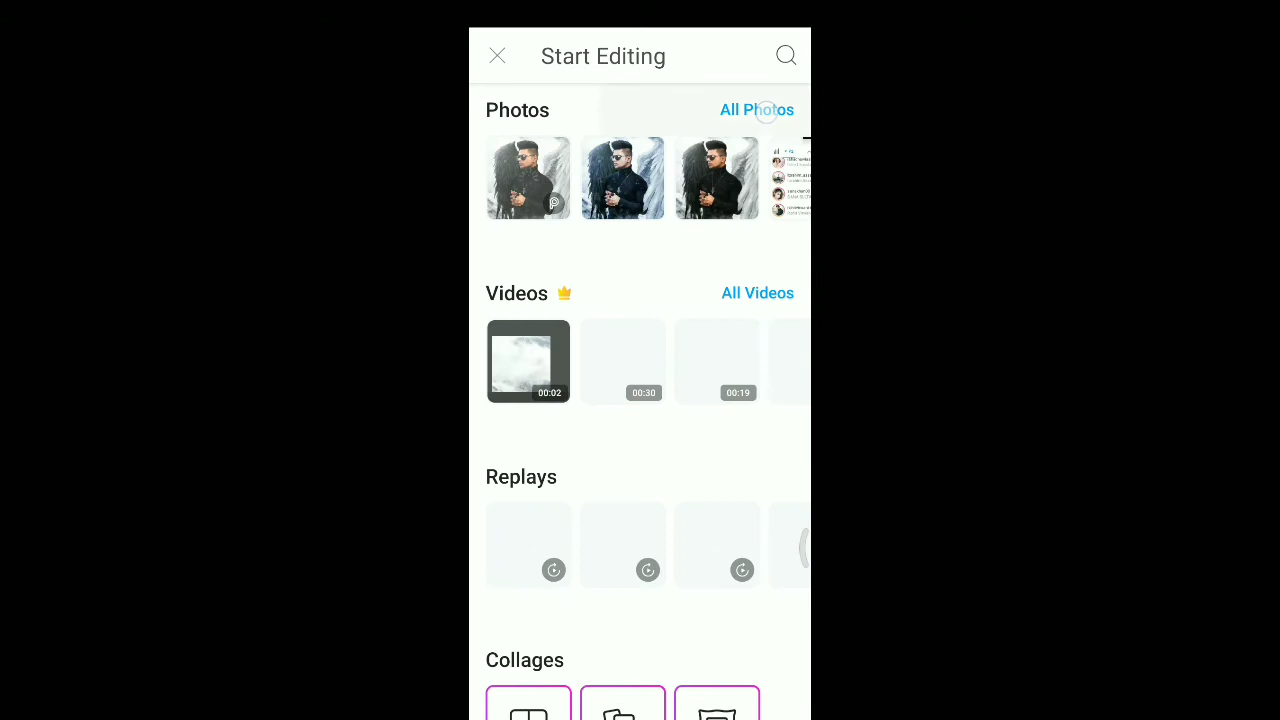 Start Editing
Photos
All Photos
Videos
All Videos
00:02
00:30
00:19
Replays
Collages